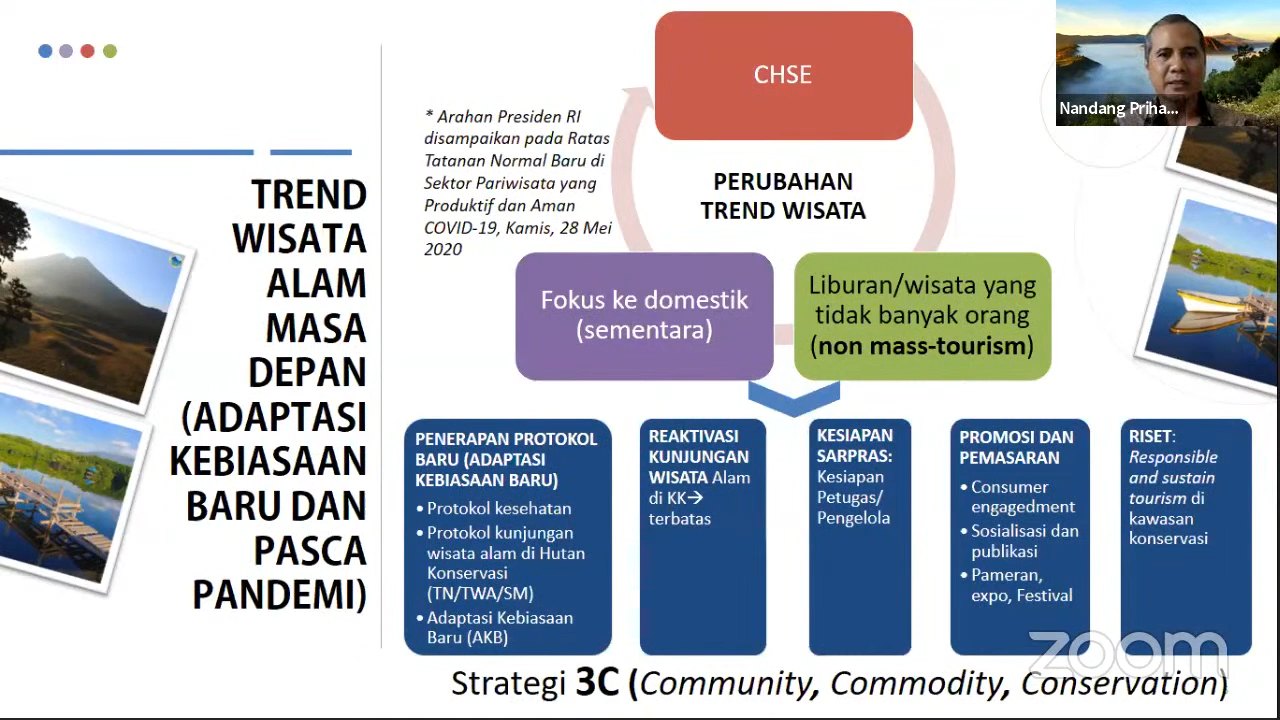 TREND
WISATA
ALAM
MASA
DEPAN
(ADAPTASI
KEBIASAAN
BARU DAN
PASCA
PANDEMI)
* Arahan Presiden RI
disampaikan pada Ratas
Tatanan Normal Baru di
Sektor Pariwisata yang
Produktif dan Aman
COVID-19, Kamis, 28 Mei
2020
CHSE
PERUBAHAN
TREND WISATA
Fokus ke domestik
(sementara)
Liburan/wisata yang
tidak banyak orang
(non mass-tourism)
PENERAPAN PROTOKOL
BARU (ADAPTASI
KEBIASAAN BARU)
• Protokol kesehatan
• Protokol kunjungan
wisata alam di Hutan
Konservasi
(TN/TWA/SM)
• Adaptasi Kebiasaan
Baru (AKB)
REAKTIVASI
KUNJUNGAN
WISATA Alam
di KK→
terbatas
KESIAPAN
SARPRAS:
Kesiapan
Petugas/
Pengelola
PROMOSI DAN
PEMASARAN
• Consumer
engagedment
• Sosialisasi dan
publikasi
• Pameran,
expo, Festival
RISET:
Responsible
and sustain
tourism di
kawasan
konservasi
Strategi 3C (Community, Commodity, Conservation)
Nandang Priha...
zoom